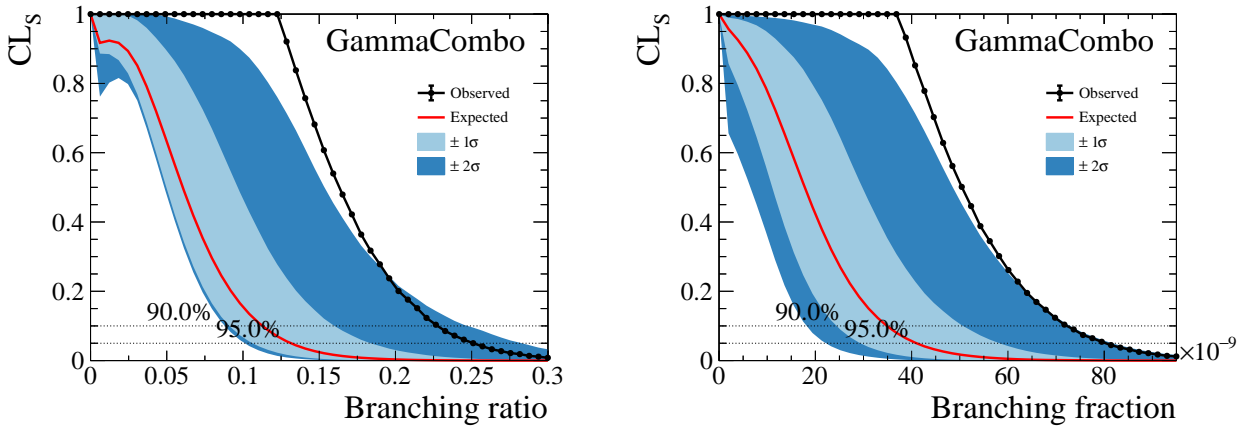 CLS
1
0.8
0.6
0.4
0.2
0
GammaCombo
Observed
Expected
± 1σ
± 2σ
90.0%
95.0%
0 0.05 0.1 0.15 0.2 0.25 0.3
Branching ratio
CLS
1
0.8
0.6
0.4
0.2
0
GammaCombo
Observed
Expected
± 1σ
± 2σ
90.0%
95.0%
×10⁻⁹
0 20 40 60 80
Branching fraction